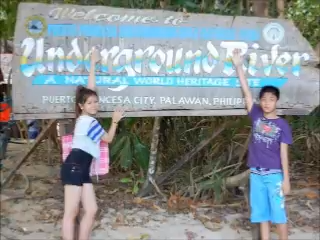 Welcome to
Underground River
A NATURAL WORLD HERITAGE SITE
PUERTO PRINCESA CITY, PALAWAN, PHILIP